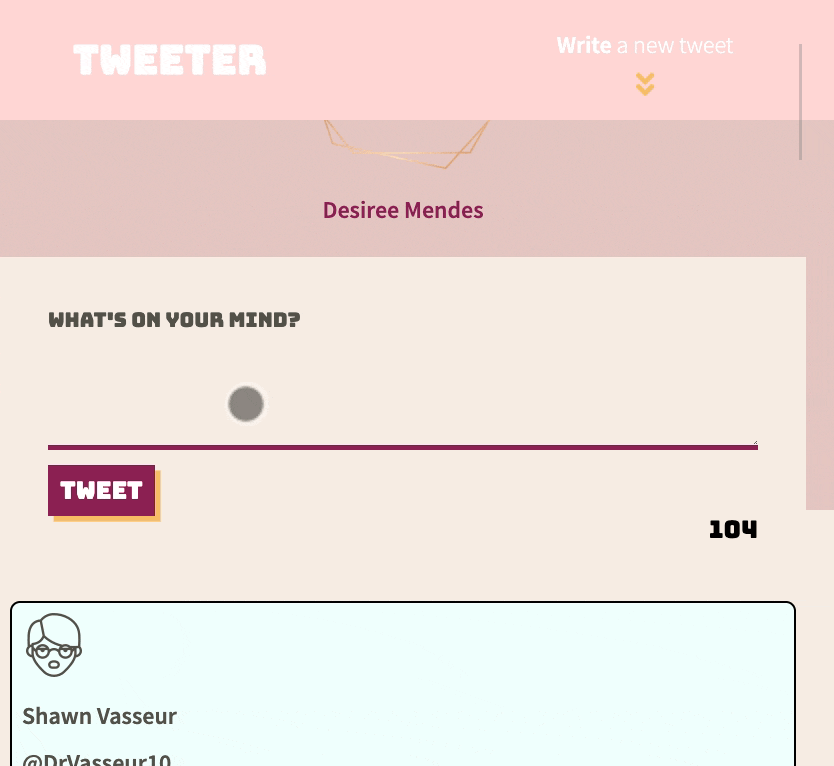 TWEETER
Write a new tweet
Desiree Mendes
WHAT'S ON YOUR MIND?
TWEET
104
Shawn Vasseur
@DrVasseur10